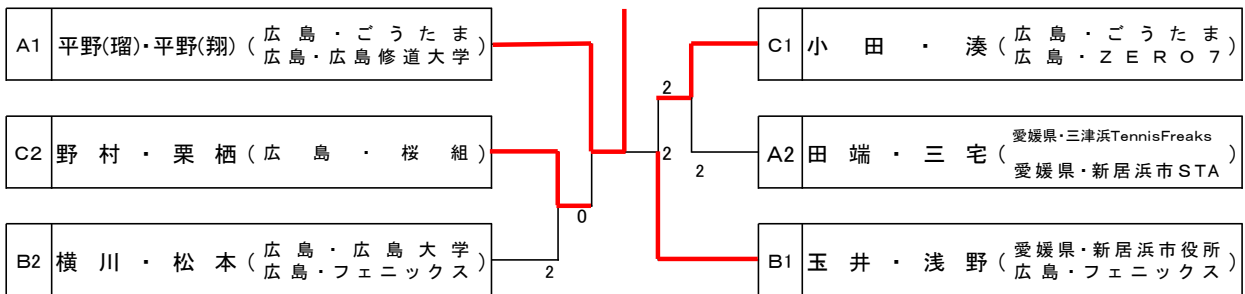 A1 平野(瑠)・平野(翔) (広島・ごうたま
広島・広島修道大学)
C2 野村・栗栖 (広島・桜組)
B2 横川・松本 (広島・広島大学
広島・フェニックス)
2
0
2
2
2
C1 小田・湊 (広島・ごうたま
広島・ZERO7)
A2 田端・三宅 (愛媛県・三津浜TennisFreaks
愛媛県・新居浜市STA)
B1 玉井・浅野 (愛媛県・新居浜市役所
広島・フェニックス)